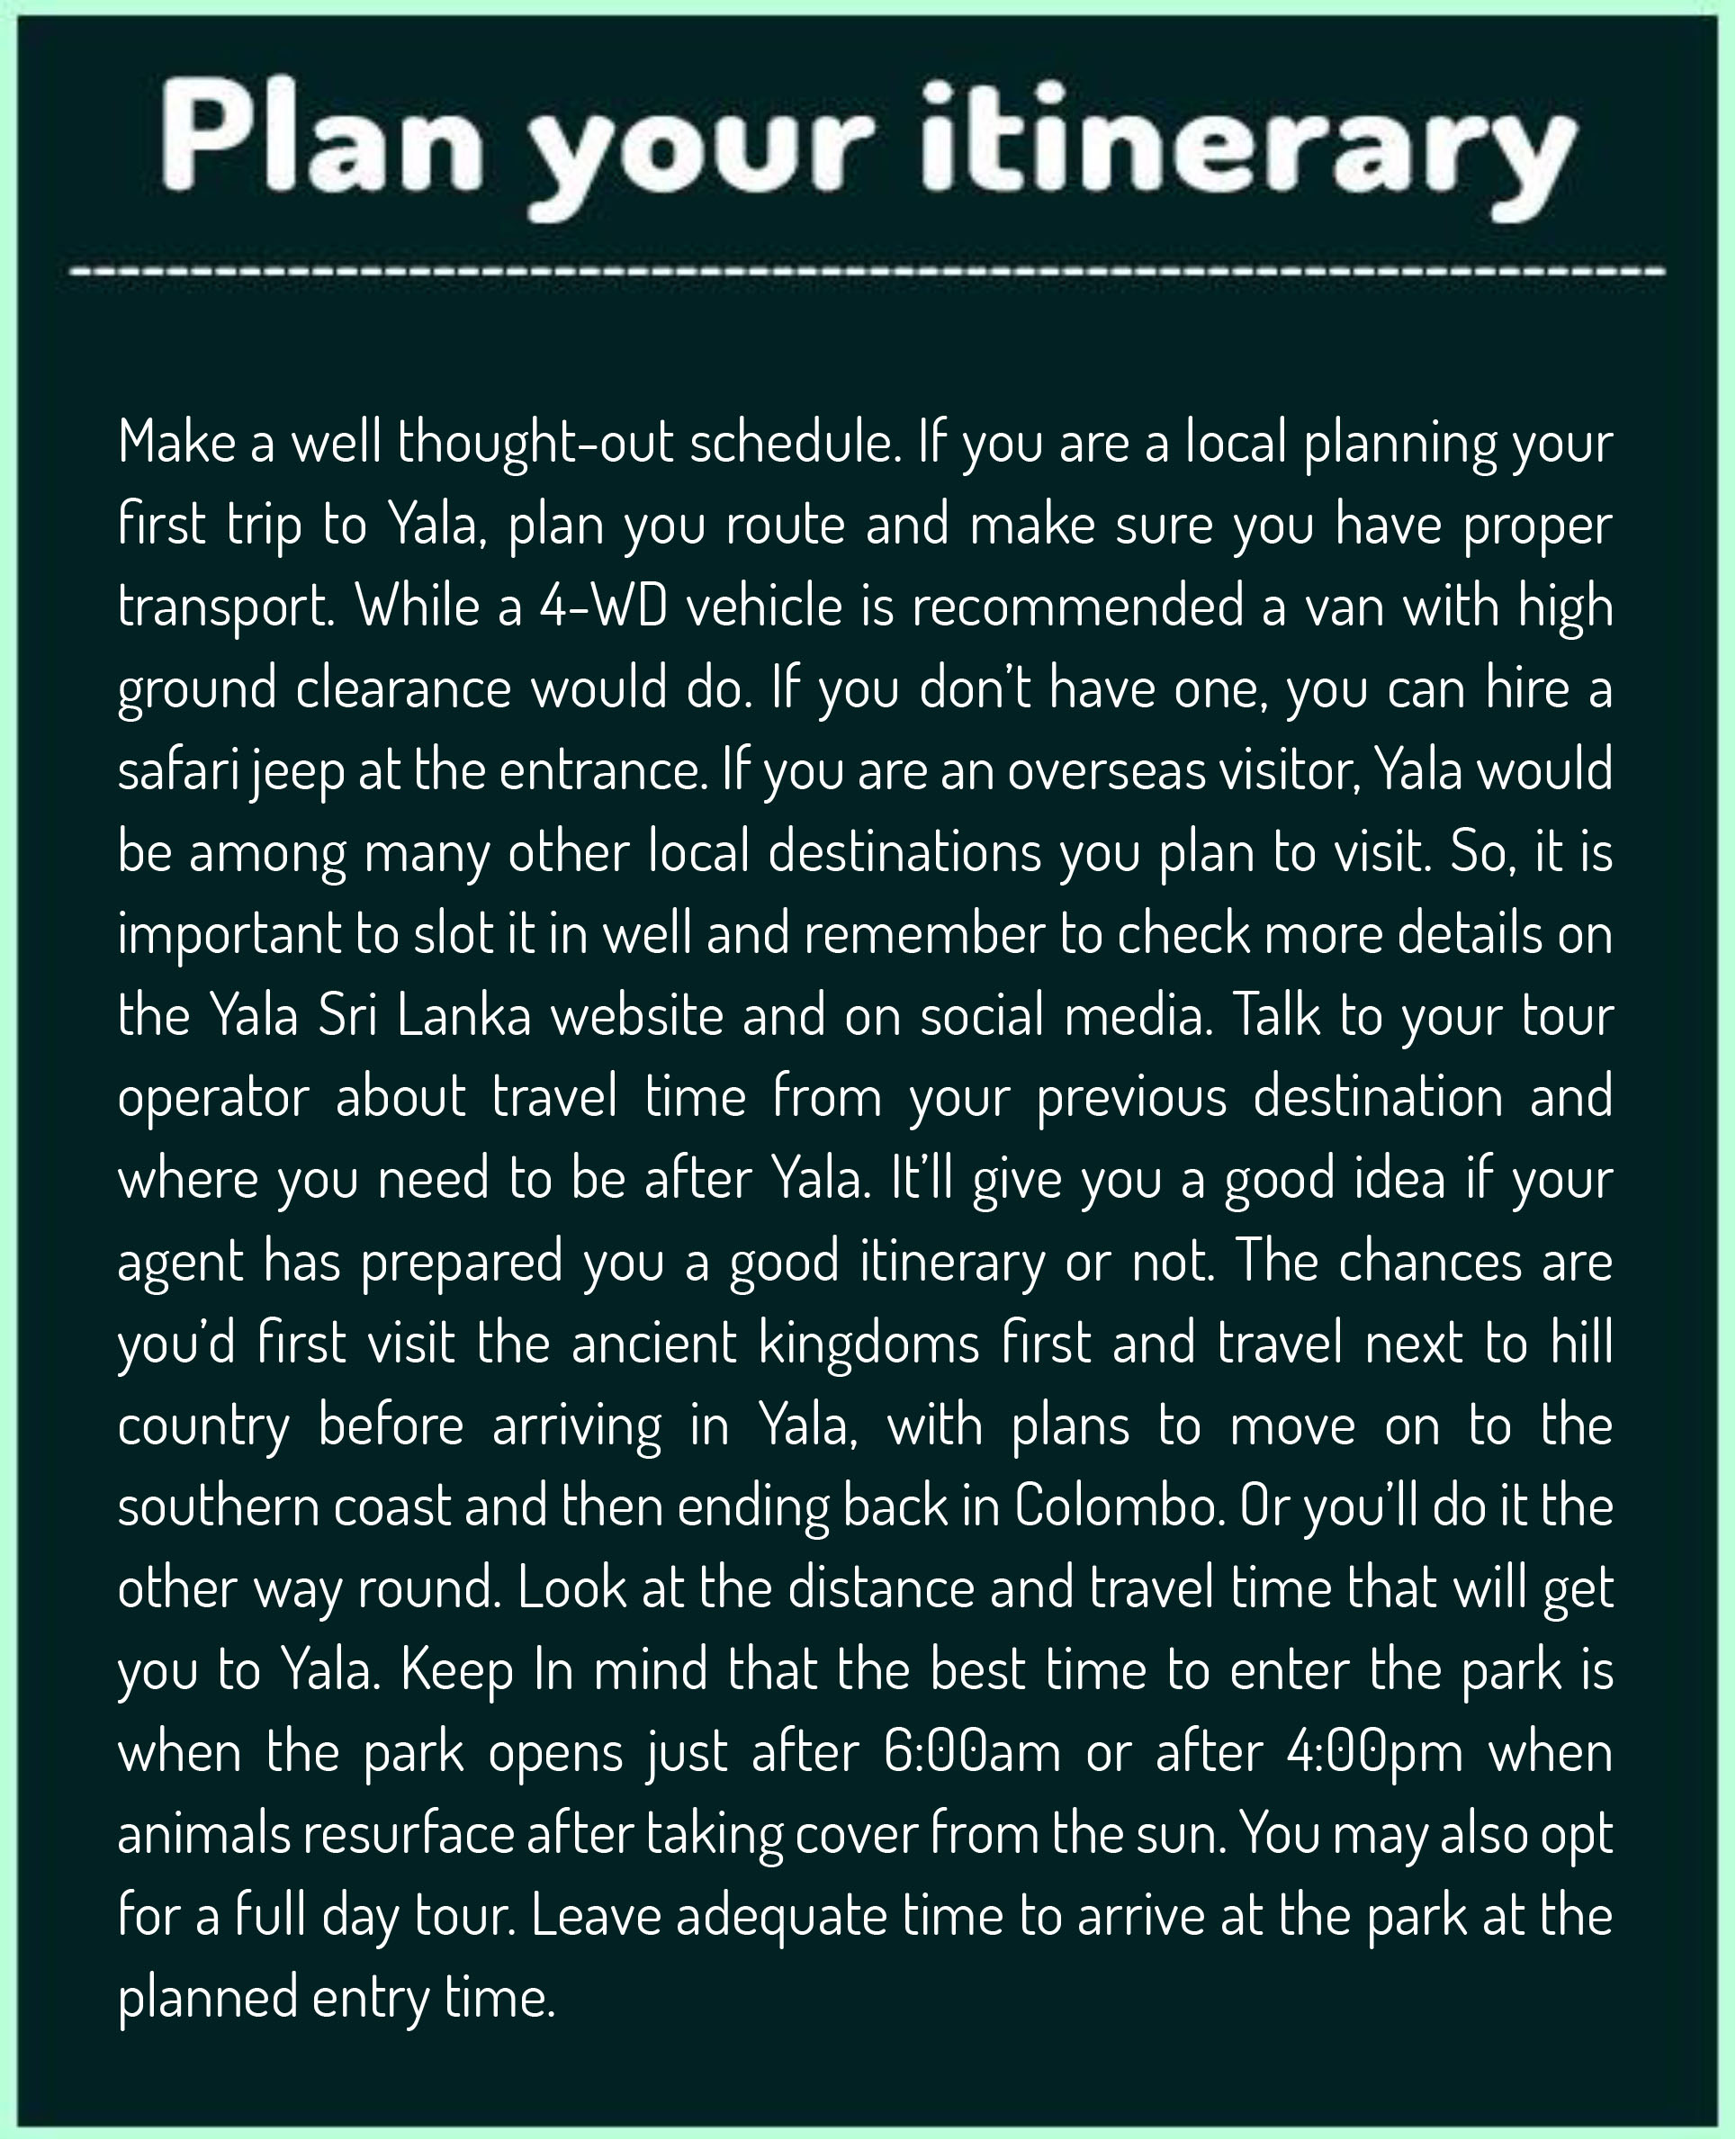 Plan your itinerary
Make a well thought-out schedule. If you are a local planning your
first trip to Yala, plan you route and make sure you have proper
transport. While a 4-WD vehicle is recommended a van with high
ground clearance would do. If you don’t have one, you can hire a
safari jeep at the entrance. If you are an overseas visitor, Yala would
be among many other local destinations you plan to visit. So, it is
important to slot it in well and remember to check more details on
the Yala Sri Lanka website and on social media. Talk to your tour
operator about travel time from your previous destination and
where you need to be after Yala. It’ll give you a good idea if your
agent has prepared you a good itinerary or not. The chances are
you’d first visit the ancient kingdoms first and travel next to hill
country before arriving in Yala, with plans to move on to the
southern coast and then ending back in Colombo. Or you’ll do it the
other way round. Look at the distance and travel time that will get
you to Yala. Keep In mind that the best time to enter the park is
when the park opens just after 6:00am or after 4:00pm when
animals resurface after taking cover from the sun. You may also opt
for a full day tour. Leave adequate time to arrive at the park at the
planned entry time.